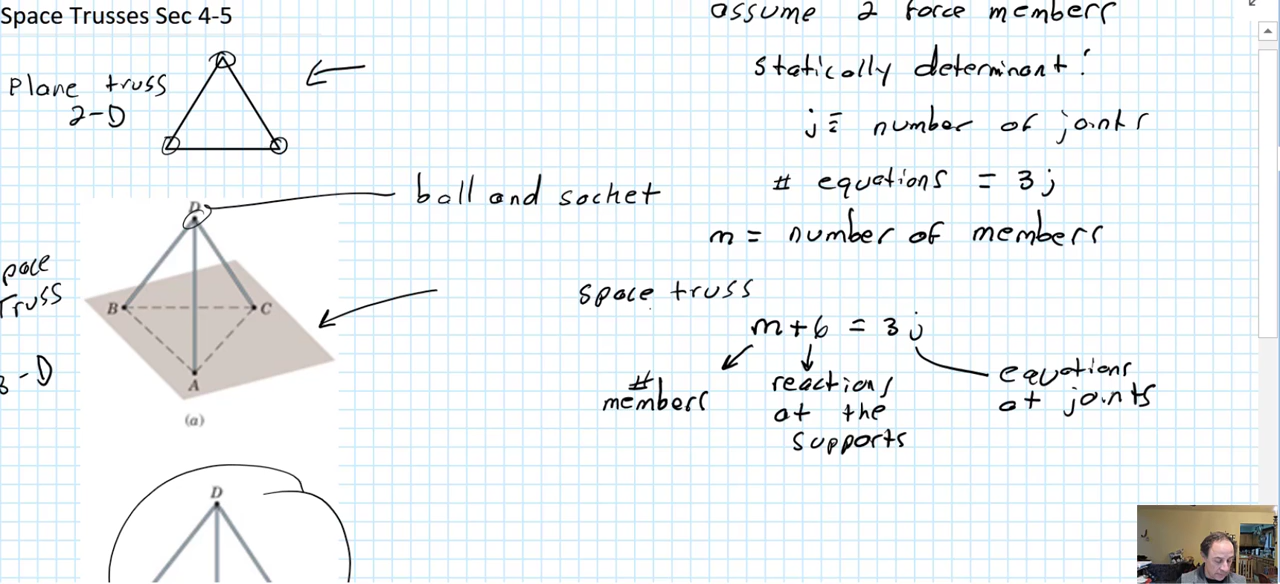 Space Trusses Sec 4-5
Plane truss
2-D
ball and socket
D
B
C
A
(a)
pace
Truss
3-D
D
assume 2 force members
statically determinant:
j ≡ number of joints
# equations = 3j
m = number of members
space truss
m + 6 = 3j
# members
reactions at the supports
equations at joints